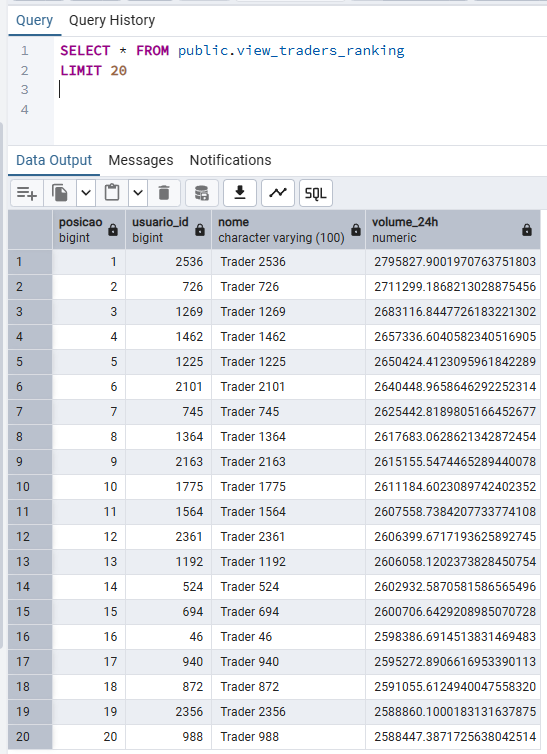 Query Query History
1 SELECT * FROM public.view_traders_ranking
2 LIMIT 20
3
4
Data Output Messages Notifications
SQL
posicao usuario_id nome volume_24h
bigint bigint character varying (100) numeric
1 1 2536 Trader 2536 2795827.9001970763751803
2 2 726 Trader 726 2711299.1868213028875456
3 3 1269 Trader 1269 2683116.8447726183221302
4 4 1462 Trader 1462 2657336.6040582340516905
5 5 1225 Trader 1225 2650424.4123095961842289
6 6 2101 Trader 2101 2640448.9658646292252314
7 7 745 Trader 745 2625442.8189805166452677
8 8 1364 Trader 1364 2617683.0628621342872454
9 9 2163 Trader 2163 2615155.5474465289440078
10 10 1775 Trader 1775 2611184.6023089742402352
11 11 1564 Trader 1564 2607558.7384207733774108
12 12 2361 Trader 2361 2606399.6717193625892745
13 13 1192 Trader 1192 2606058.1202373828450754
14 14 524 Trader 524 2602932.5870581586565496
15 15 694 Trader 694 2600706.6429208985070728
16 16 46 Trader 46 2598386.6914513831469483
17 17 940 Trader 940 2595272.8906616953390113
18 18 872 Trader 872 2591055.6124940047558320
19 19 2356 Trader 2356 2588860.1000183131637875
20 20 988 Trader 988 2588447.3871725638042514